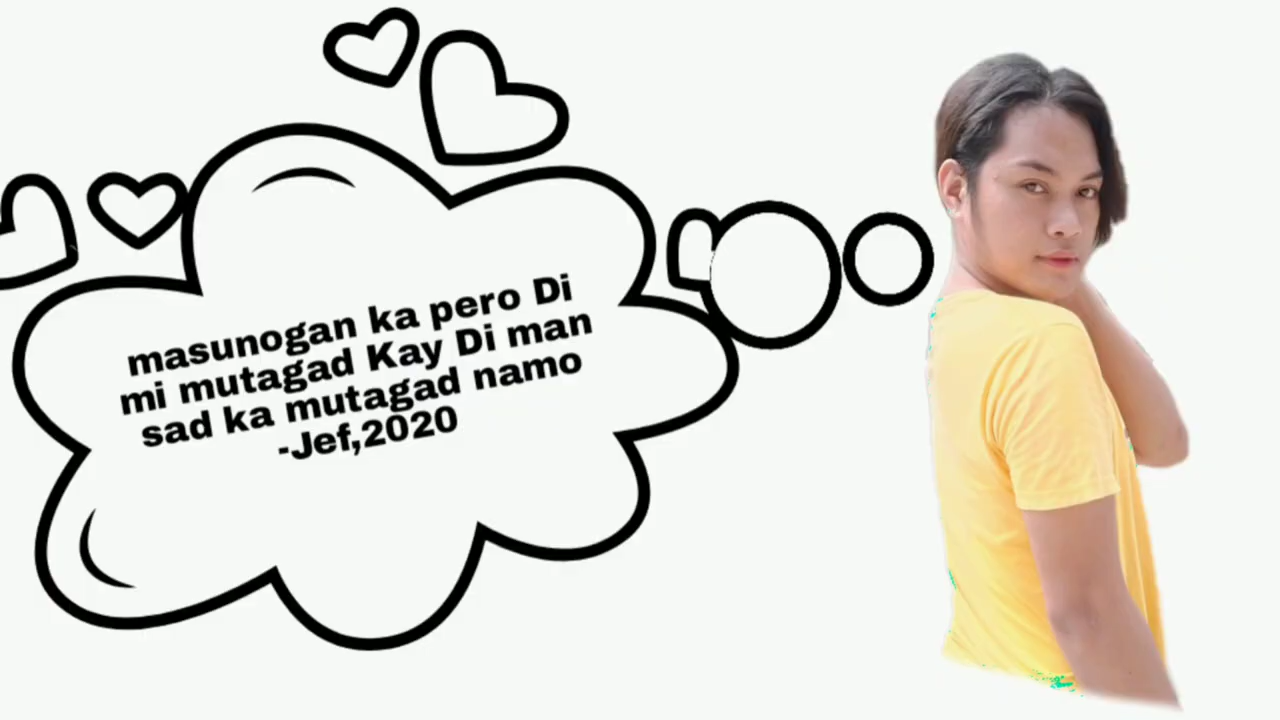 masunogan ka pero Di
mi mutagad Kay Di man
sad ka mutagad namo
-Jef,2020